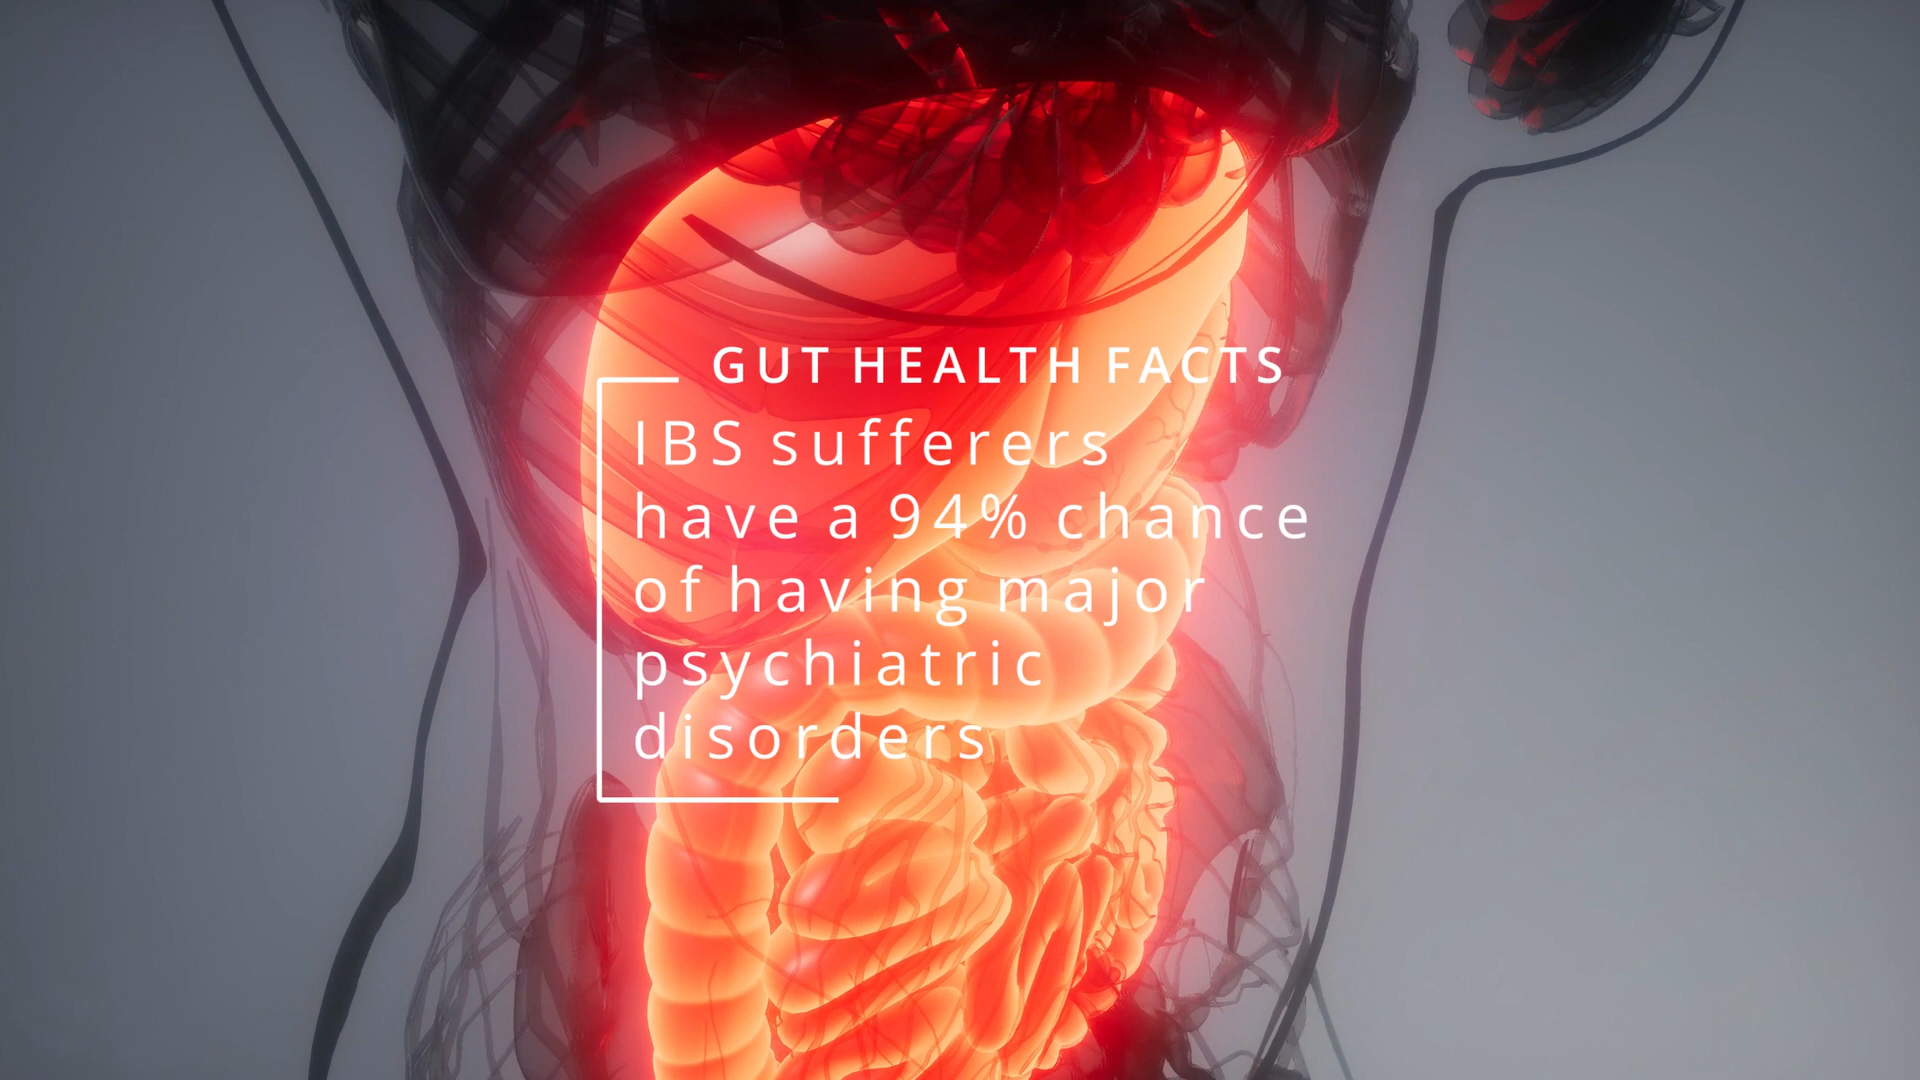 GUT HEALTH FACTS
IBS sufferers
have a 94% chance
of having major
psychiatric
disorders